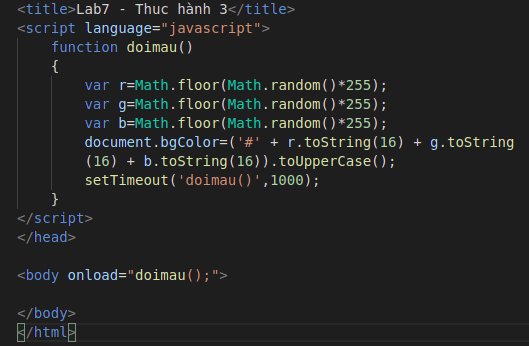 <title>Lab7 - Thuc hành 3</title>
<script language="javascript">
function doimau()
{
var r=Math.floor(Math.random()*255);
var g=Math.floor(Math.random()*255);
var b=Math.floor(Math.random()*255);
document.bgColor=('#' + r.toString(16) + g.toString
(16) + b.toString(16)).toUpperCase();
setTimeout('doimau()',1000);
}
</script>
</head>
<body onload="doimau();">
</body>
</html>